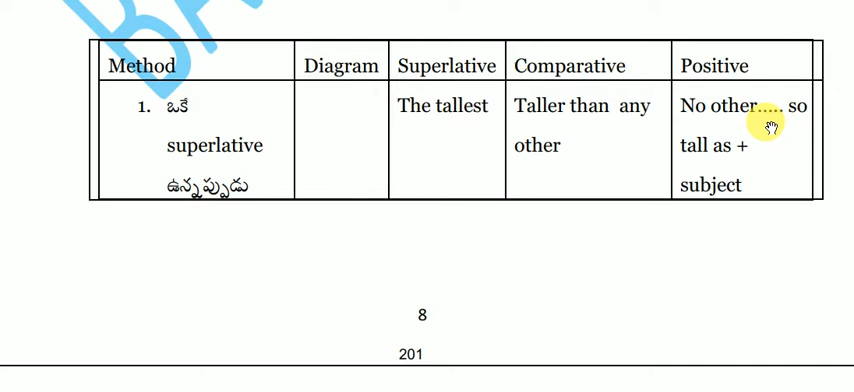 Method Diagram Superlative Comparative Positive
1. ఒకే The tallest Taller than any No other..... so
superlative other tall as +
ఉన్నప్పుడు subject
8
201